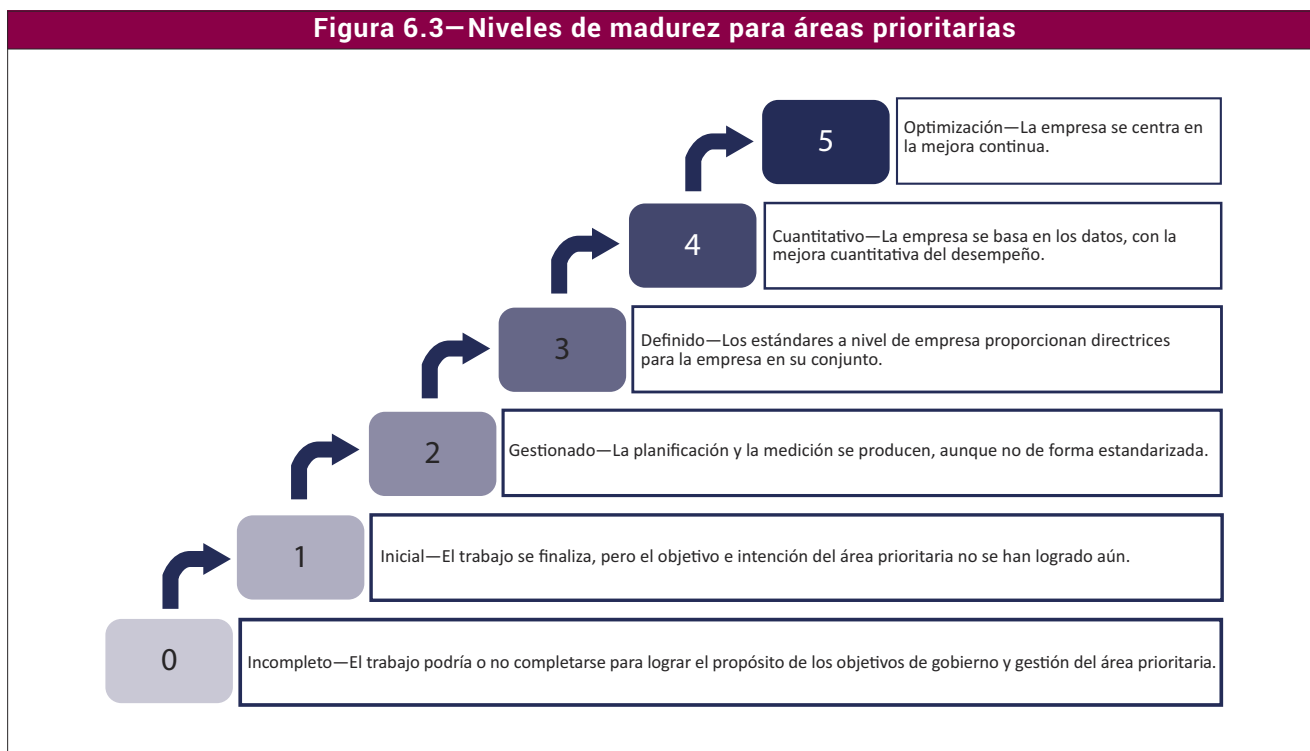 Figura 6.3—Niveles de madurez para áreas prioritarias
5
Optimización—La empresa se centra en
la mejora continua.
4
Cuantitativo—La empresa se basa en los datos, con la
mejora cuantitativa del desempeño.
3
Definido—Los estándares a nivel de empresa proporcionan directrices
para la empresa en su conjunto.
2
Gestionado—La planificación y la medición se producen, aunque no de forma estandarizada.
1
Inicial—El trabajo se finaliza, pero el objetivo e intención del área prioritaria no se han logrado aún.
0
Incompleto—El trabajo podría o no completarse para lograr el propósito de los objetivos de gobierno y gestión del área prioritaria.